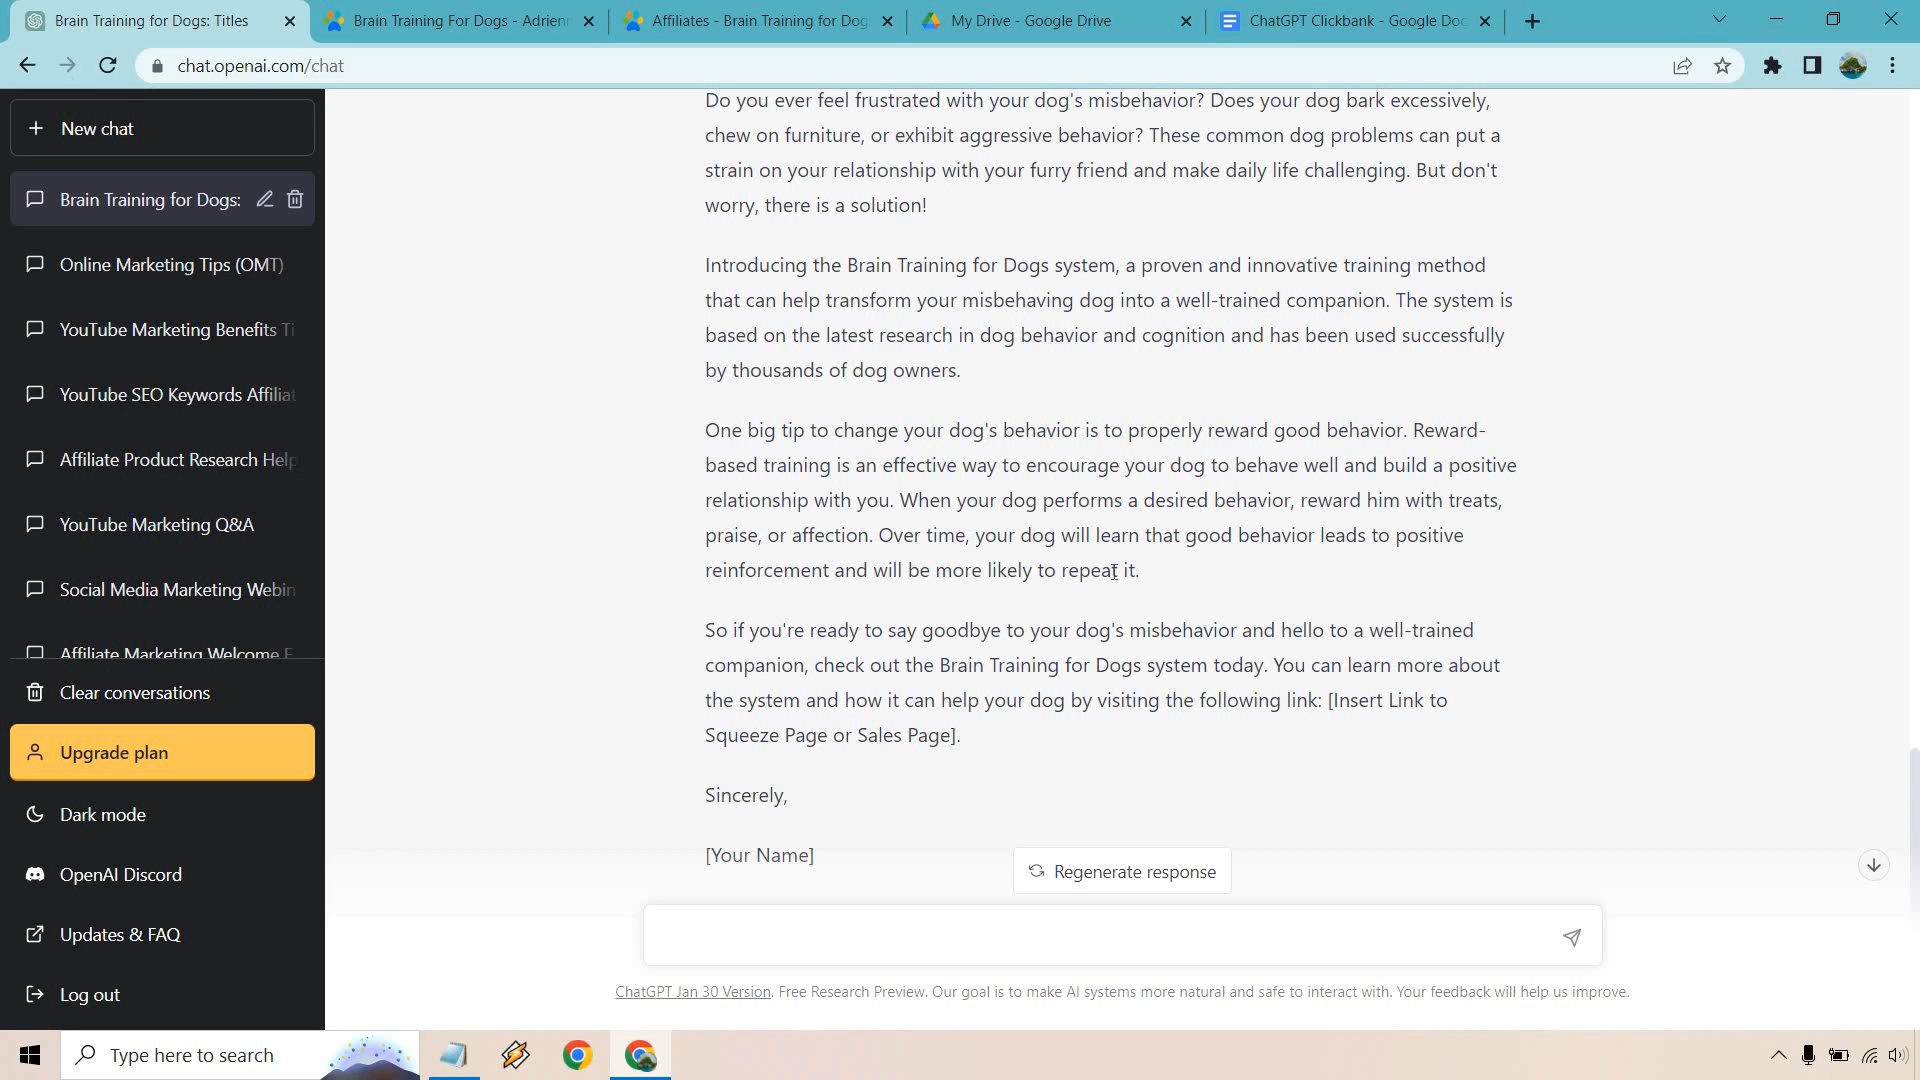 Brain Training for Dogs: Titles
Brain Training For Dogs - Adrienn
Affiliates - Brain Training for Dog
My Drive - Google Drive
ChatGPT Clickbank - Google Doc
chat.openai.com/chat
New chat
Brain Training for Dogs:
Online Marketing Tips (OMT)
YouTube Marketing Benefits Ti
YouTube SEO Keywords Affiliat
Affiliate Product Research Help
YouTube Marketing Q&A
Social Media Marketing Webin
Affiliate Marketing Welcome E
Clear conversations
Upgrade plan
Dark mode
OpenAI Discord
Updates & FAQ
Log out
Do you ever feel frustrated with your dog's misbehavior? Does your dog bark excessively,
chew on furniture, or exhibit aggressive behavior? These common dog problems can put a
strain on your relationship with your furry friend and make daily life challenging. But don't
worry, there is a solution!
Introducing the Brain Training for Dogs system, a proven and innovative training method
that can help transform your misbehaving dog into a well-trained companion. The system is
based on the latest research in dog behavior and cognition and has been used successfully
by thousands of dog owners.
One big tip to change your dog's behavior is to properly reward good behavior. Reward-
based training is an effective way to encourage your dog to behave well and build a positive
relationship with you. When your dog performs a desired behavior, reward him with treats,
praise, or affection. Over time, your dog will learn that good behavior leads to positive
reinforcement and will be more likely to repeat it.
So if you're ready to say goodbye to your dog's misbehavior and hello to a well-trained
companion, check out the Brain Training for Dogs system today. You can learn more about
the system and how it can help your dog by visiting the following link: [Insert Link to
Squeeze Page or Sales Page].
Sincerely,
[Your Name]
Regenerate response
ChatGPT Jan 30 Version. Free Research Preview. Our goal is to make AI systems more natural and safe to interact with. Your feedback will help us improve.
Type here to search